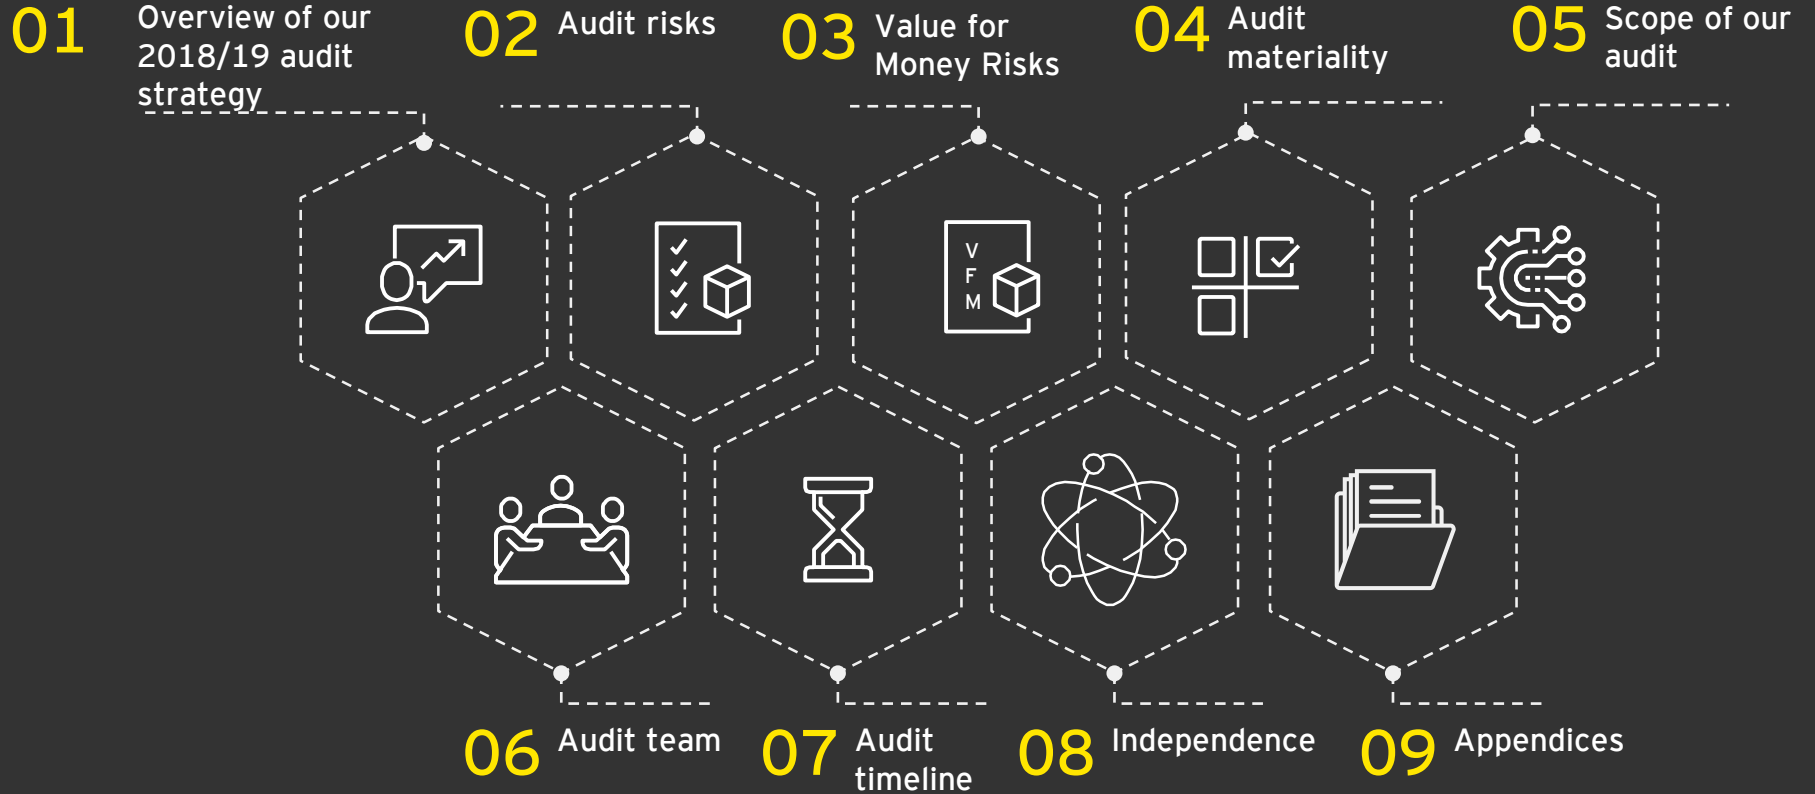 01 Overview of our
2018/19 audit
strategy
02 Audit risks
03 Value for
Money Risks
04 Audit
materiality
05 Scope of our
audit
V
F
M
06 Audit team
07 Audit
timeline
08 Independence
09 Appendices